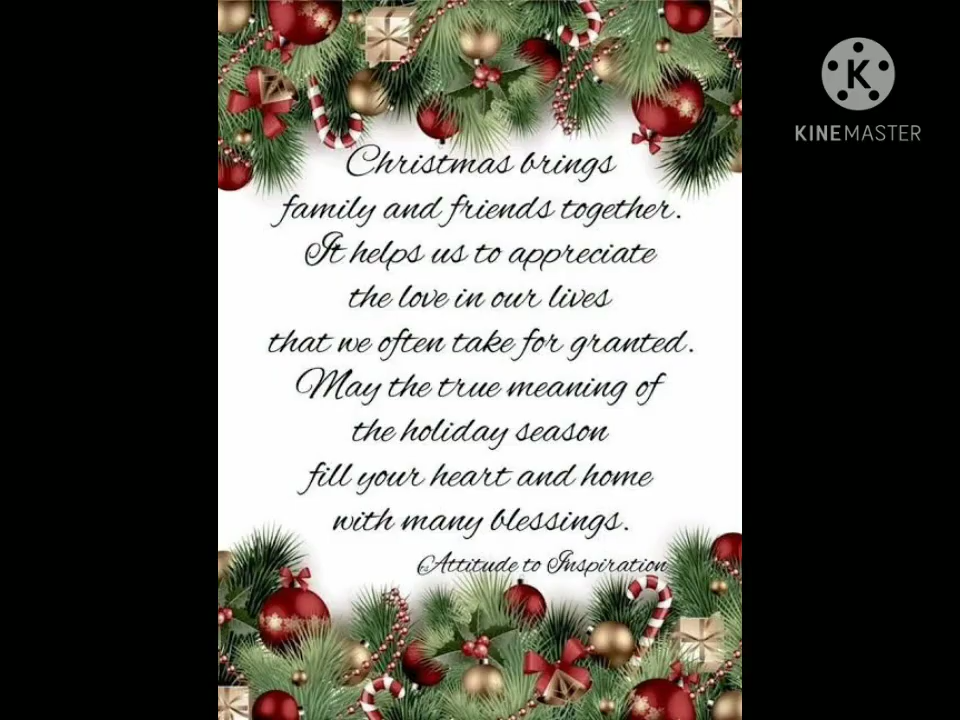 Christmas brings
family and friends together.
It helps us to appreciate
the love in our lives
that we often take for granted.
May the true meaning of
the holiday season
fill your heart and home
with many blessings.
Attitude to Inspiration
K
KINEMASTER